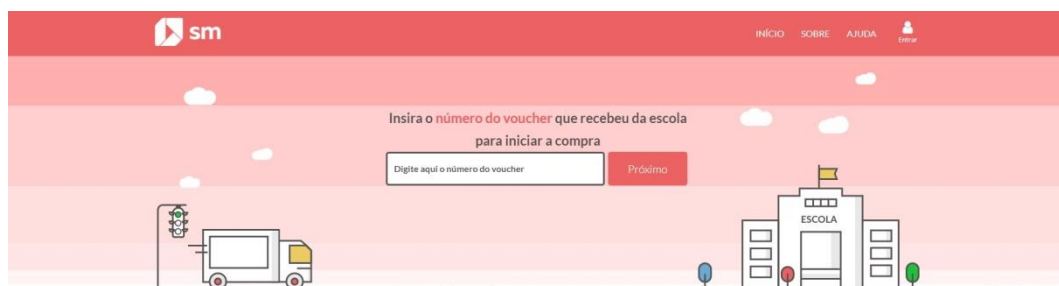 sm
INÍCIO SOBRE AJUDA
Entrar
Insira o número do voucher que recebeu da escola
para iniciar a compra
Digite aqui o número do voucher
Próximo
ESCOLA